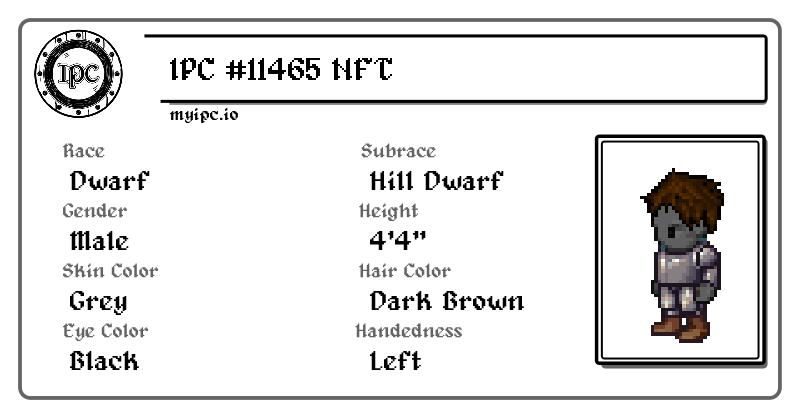 IPC
IPC #11465 NFT
myipc.io
Race
Dwarf
Subrace
Hill Dwarf
Gender
Male
Height
4'4"
Skin Color
Grey
Hair Color
Dark Brown
Eye Color
Black
Handedness
Left